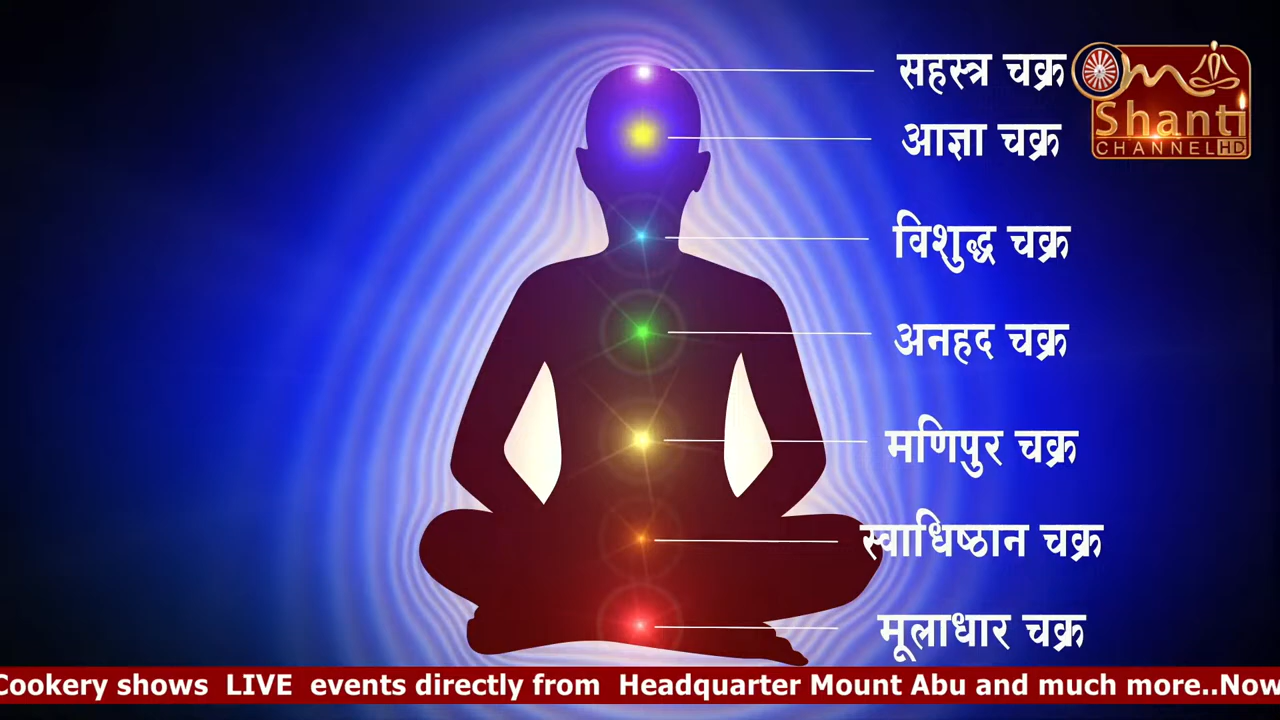 सहस्त्र चक्र
Om
Shanti
CHANNEL HD
आज्ञा चक्र
विशुद्ध चक्र
अनहद चक्र
मणिपुर चक्र
स्वाधिष्ठान चक्र
मूलाधार चक्र
Cookery shows LIVE events directly from Headquarter Mount Abu and much more..Now